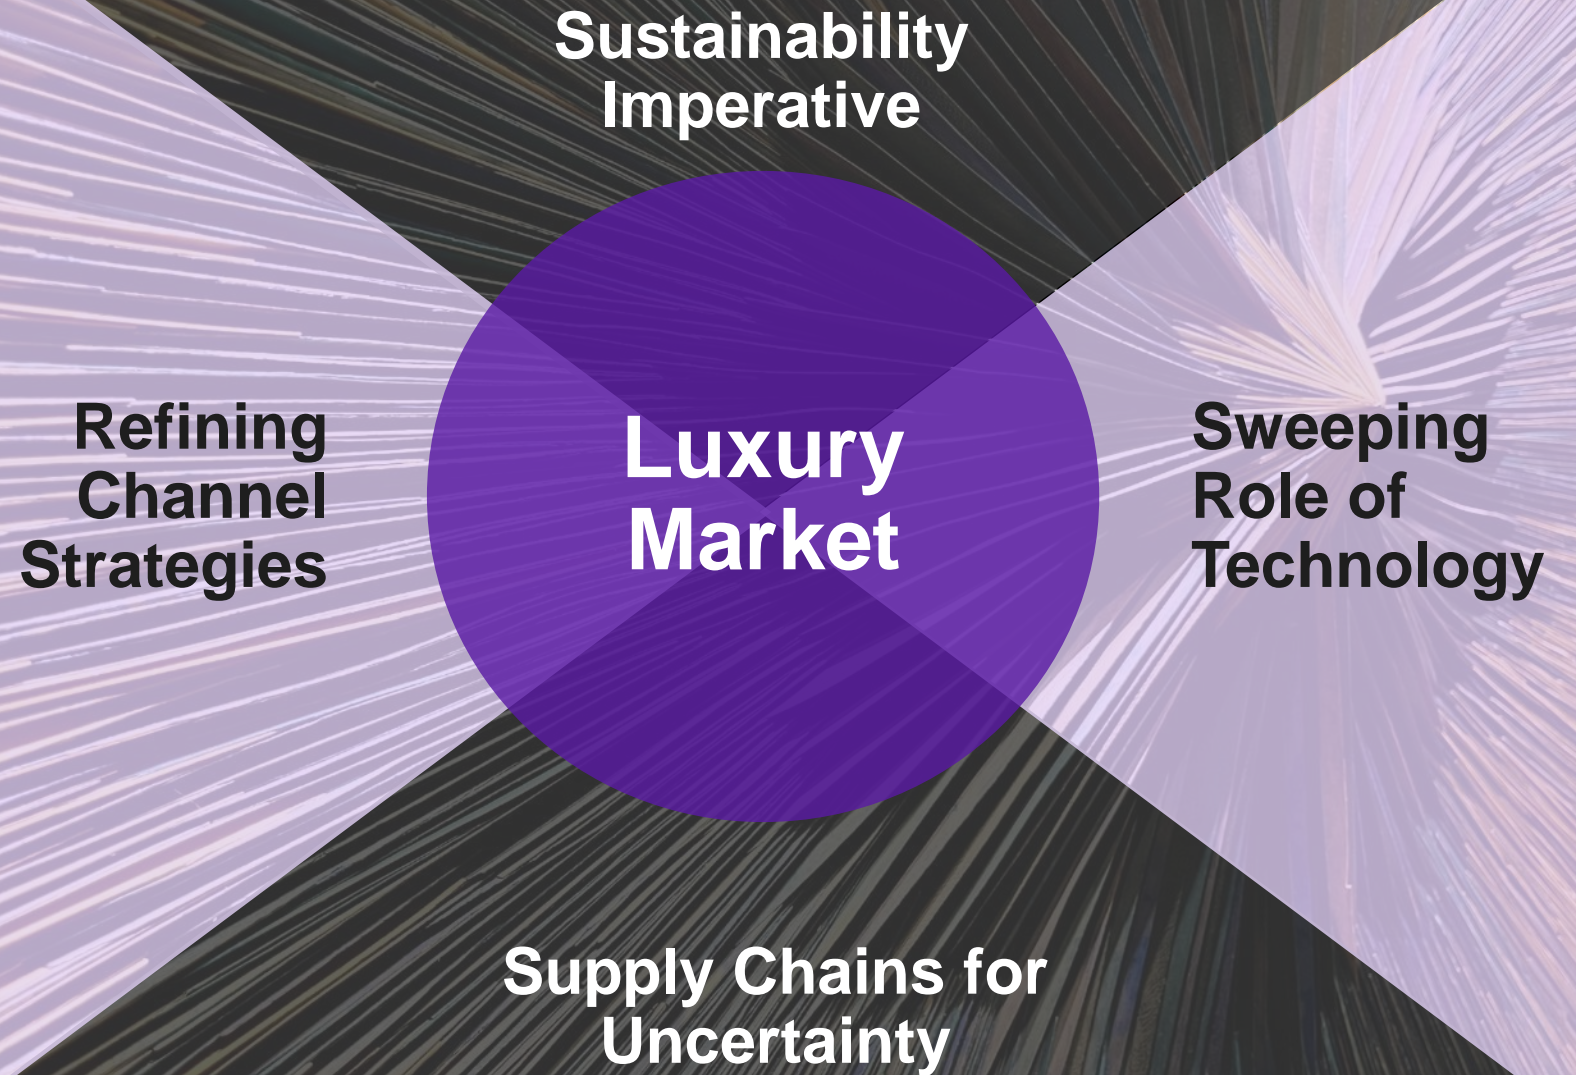 Sustainability
Imperative
Refining
Channel
Strategies
Luxury
Market
Sweeping
Role of
Technology
Supply Chains for
Uncertainty